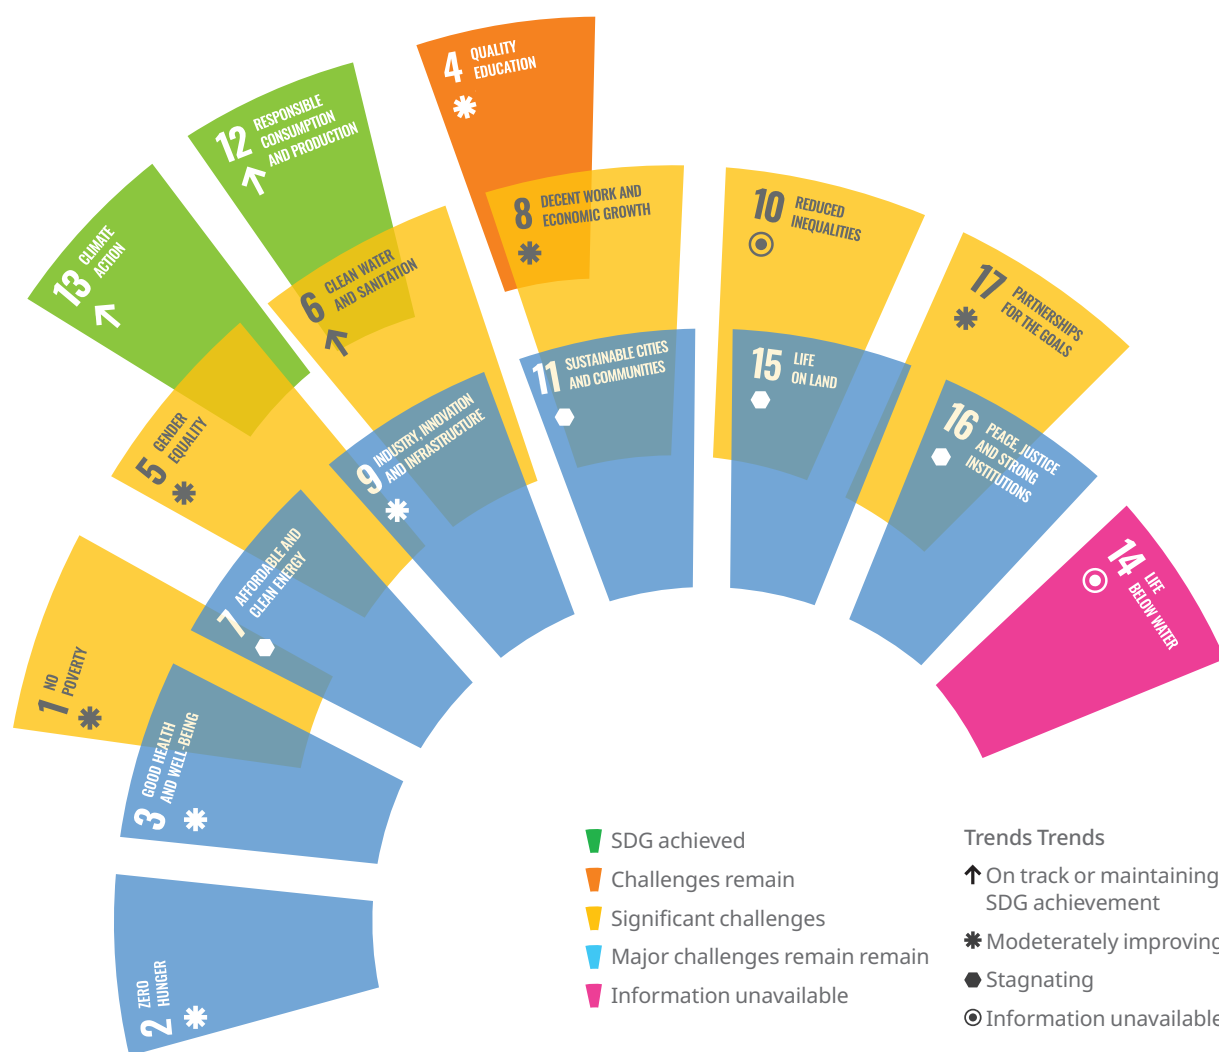 4 QUALITY
EDUCATION
12 RESPONSIBLE
CONSUMPTION
AND PRODUCTION
13 CLIMATE
ACTION
8 DECENT WORK AND
ECONOMIC GROWTH
10 REDUCED
INEQUALITIES
6 CLEAN WATER
AND SANITATION
17 PARTNERSHIPS
FOR THE GOALS
5 GENDER
EQUALITY
11 SUSTAINABLE CITIES
AND COMMUNITIES
15 LIFE
ON LAND
9 INDUSTRY, INNOVATION
AND INFRASTRUCTURE
16 PEACE, JUSTICE
AND STRONG
INSTITUTIONS
7 AFFORDABLE AND
CLEAN ENERGY
14 LIFE
BELOW WATER
1 NO
POVERTY
3 GOOD HEALTH
AND WELL-BEING
2 ZERO
HUNGER
SDG achieved
Challenges remain
Significant challenges
Major challenges remain remain
Information unavailable
Trends Trends
On track or maintaining
SDG achievement
Modeterately improving
Stagnating
Information unavailable